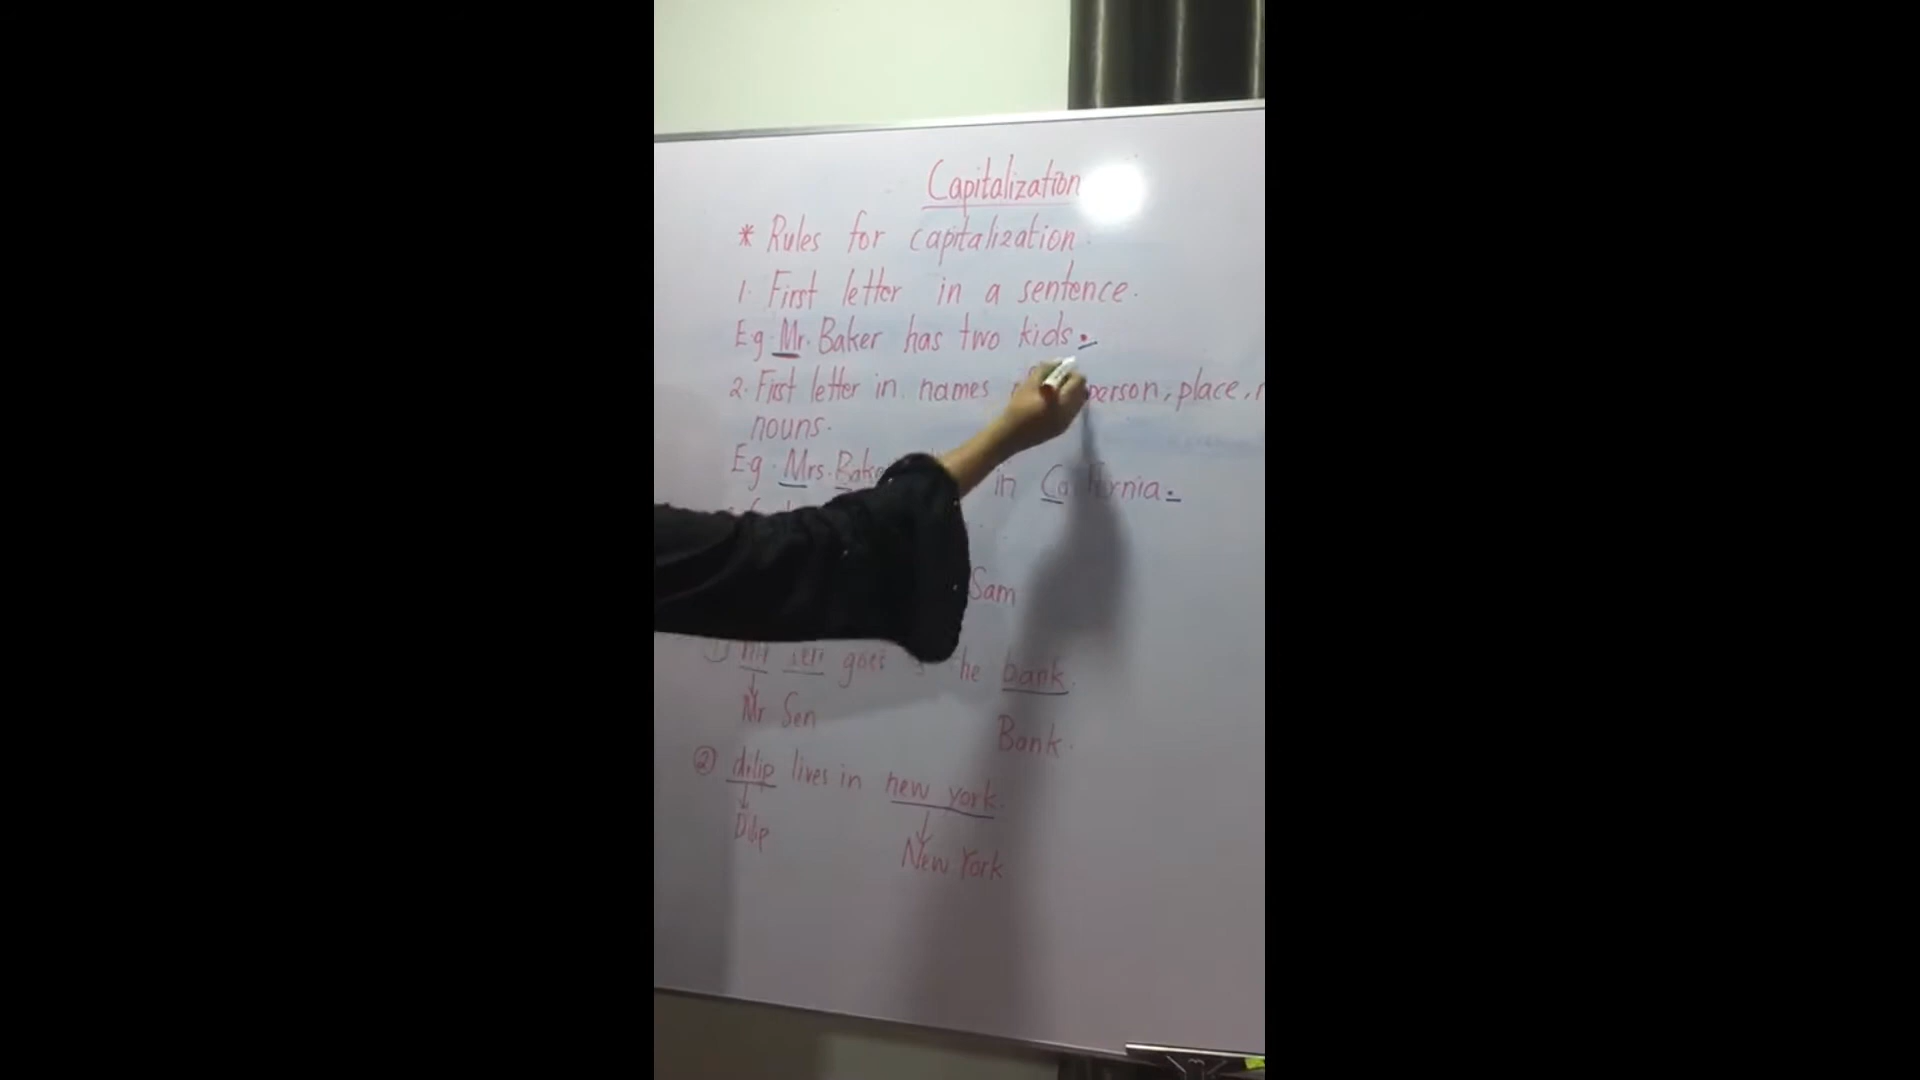 Capitalization
* Rules for capitalization.
1. First letter in a sentence.
E.g. Mr. Baker has two kids.
2. First letter in names person, place,
nouns.
E.g. Mrs. in California.
Sam
① sen goes the bank.
Mr Sen Bank.
② dilip lives in new york.
Dilip New York